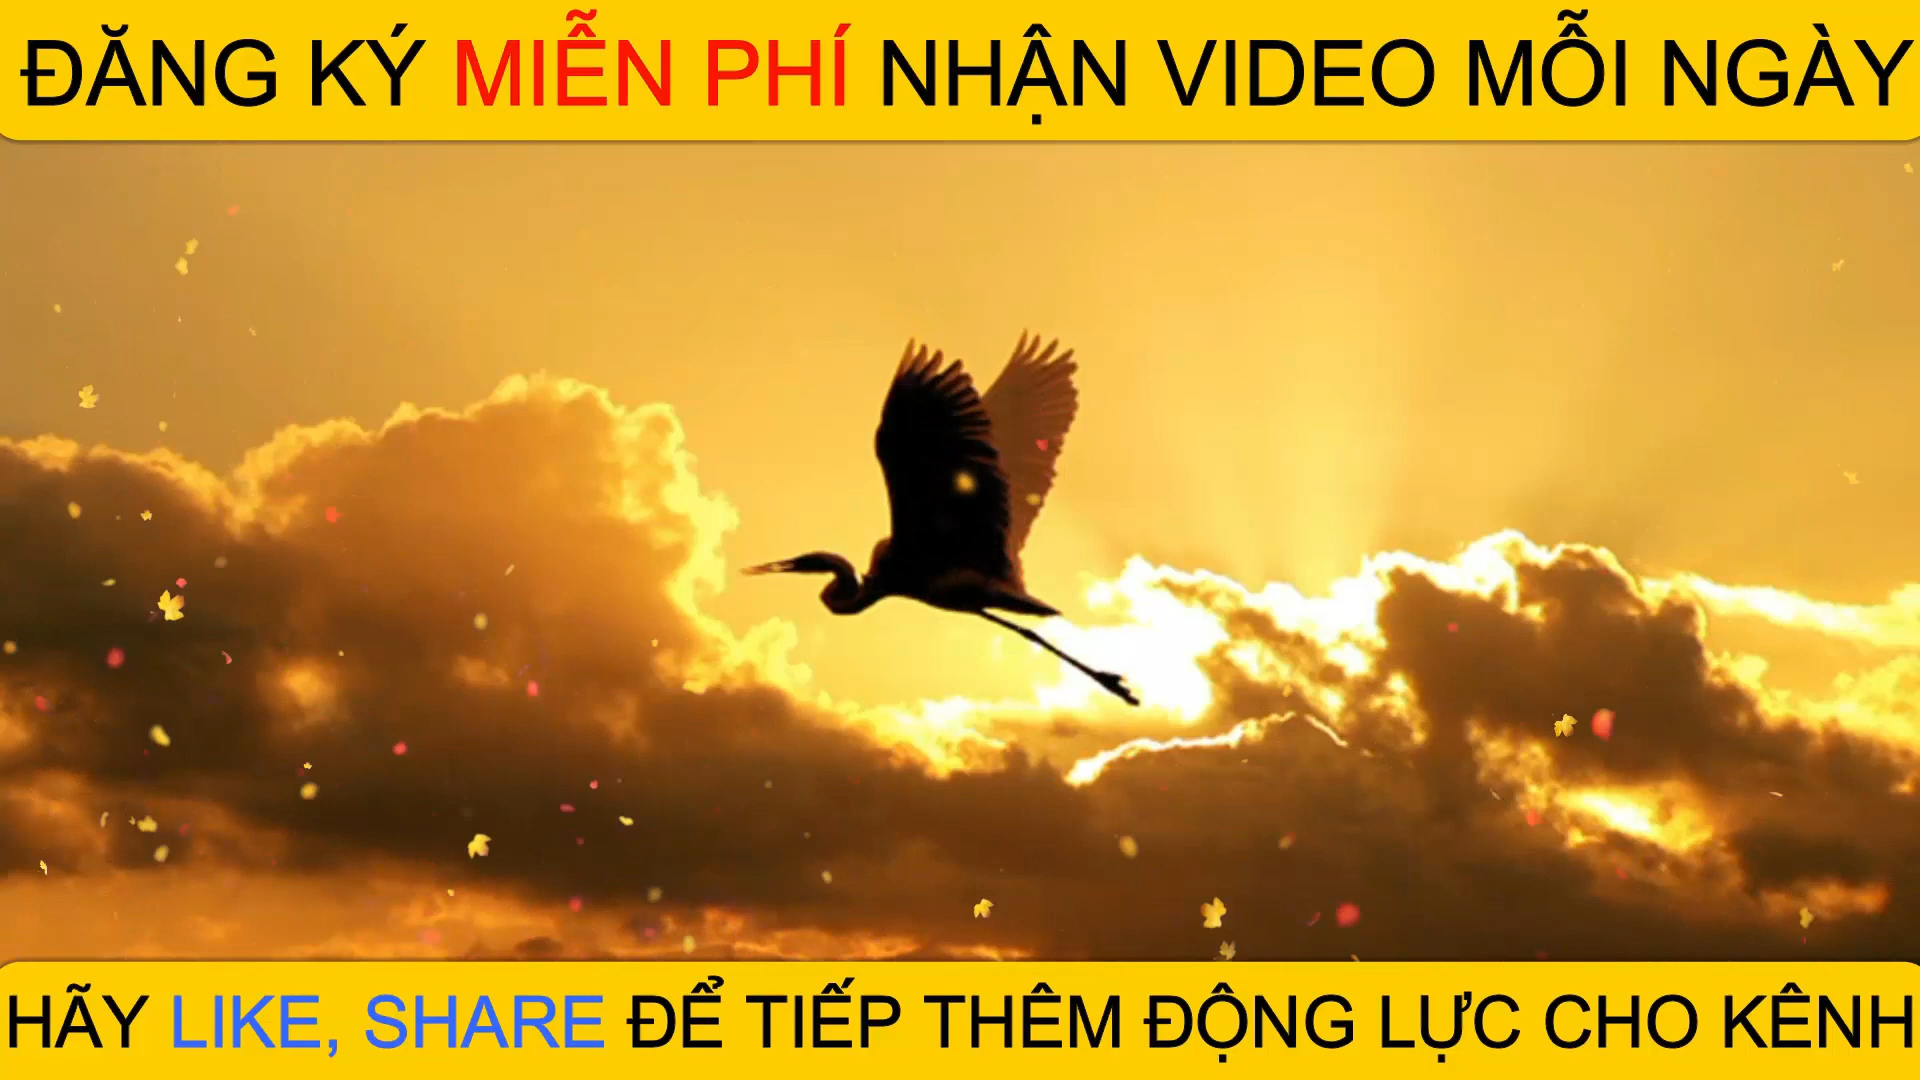 ĐĂNG KÝ MIỄN PHÍ NHẬN VIDEO MỖI NGÀY
HÃY LIKE, SHARE ĐỂ TIẾP THÊM ĐỘNG LỰC CHO KÊNH